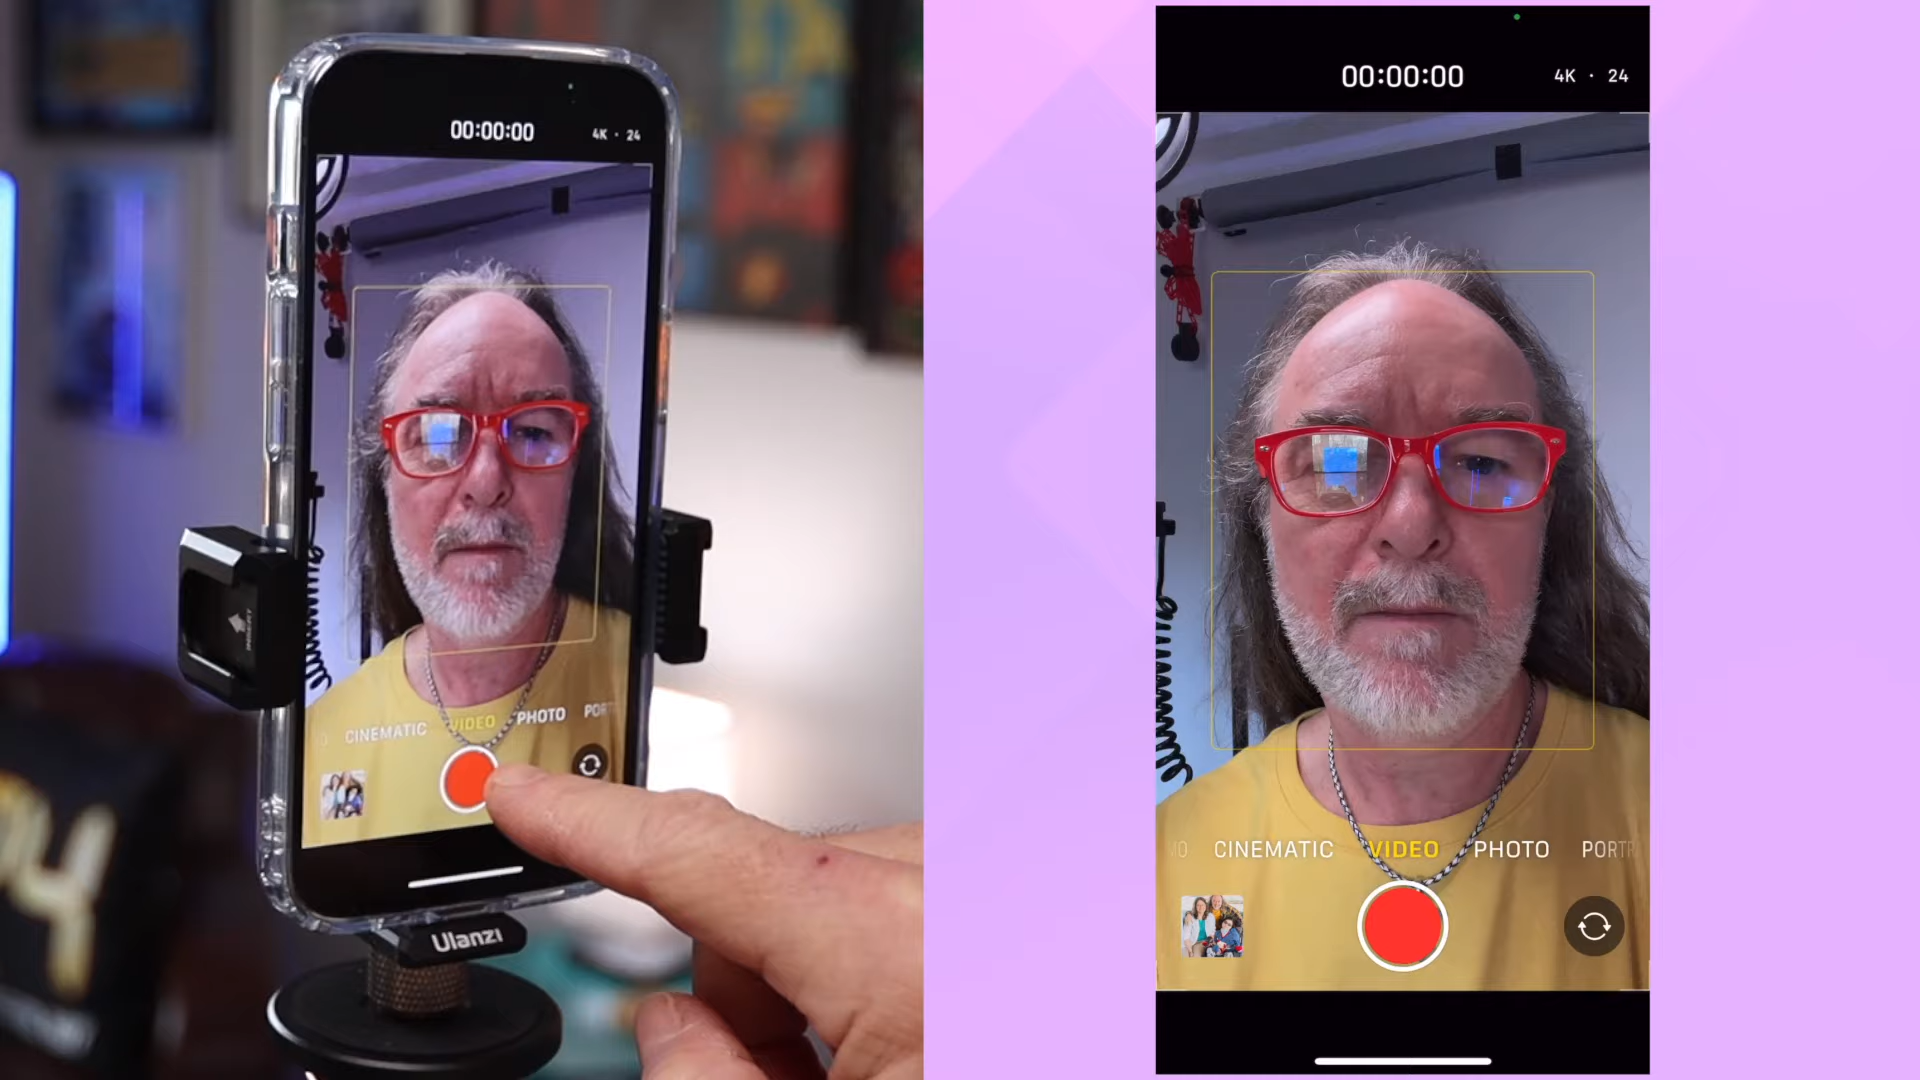 00:00:00
4K · 24
CINEMATIC VIDEO PHOTO
Ulanzi
00:00:00
4K · 24
CINEMATIC VIDEO PHOTO